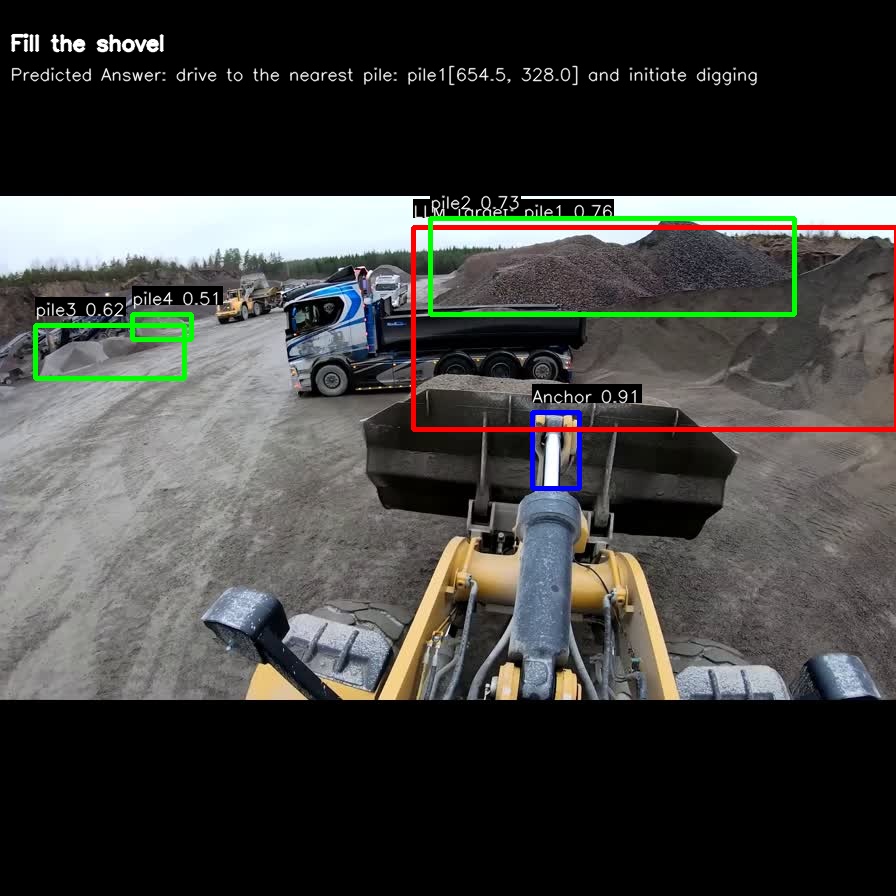 Fill the shovel
Predicted Answer: drive to the nearest pile: pile1[654.5, 328.0] and initiate digging
pile2 0.73
LLM Target: pile1 0.76
pile4 0.51
pile3 0.62
Anchor 0.91